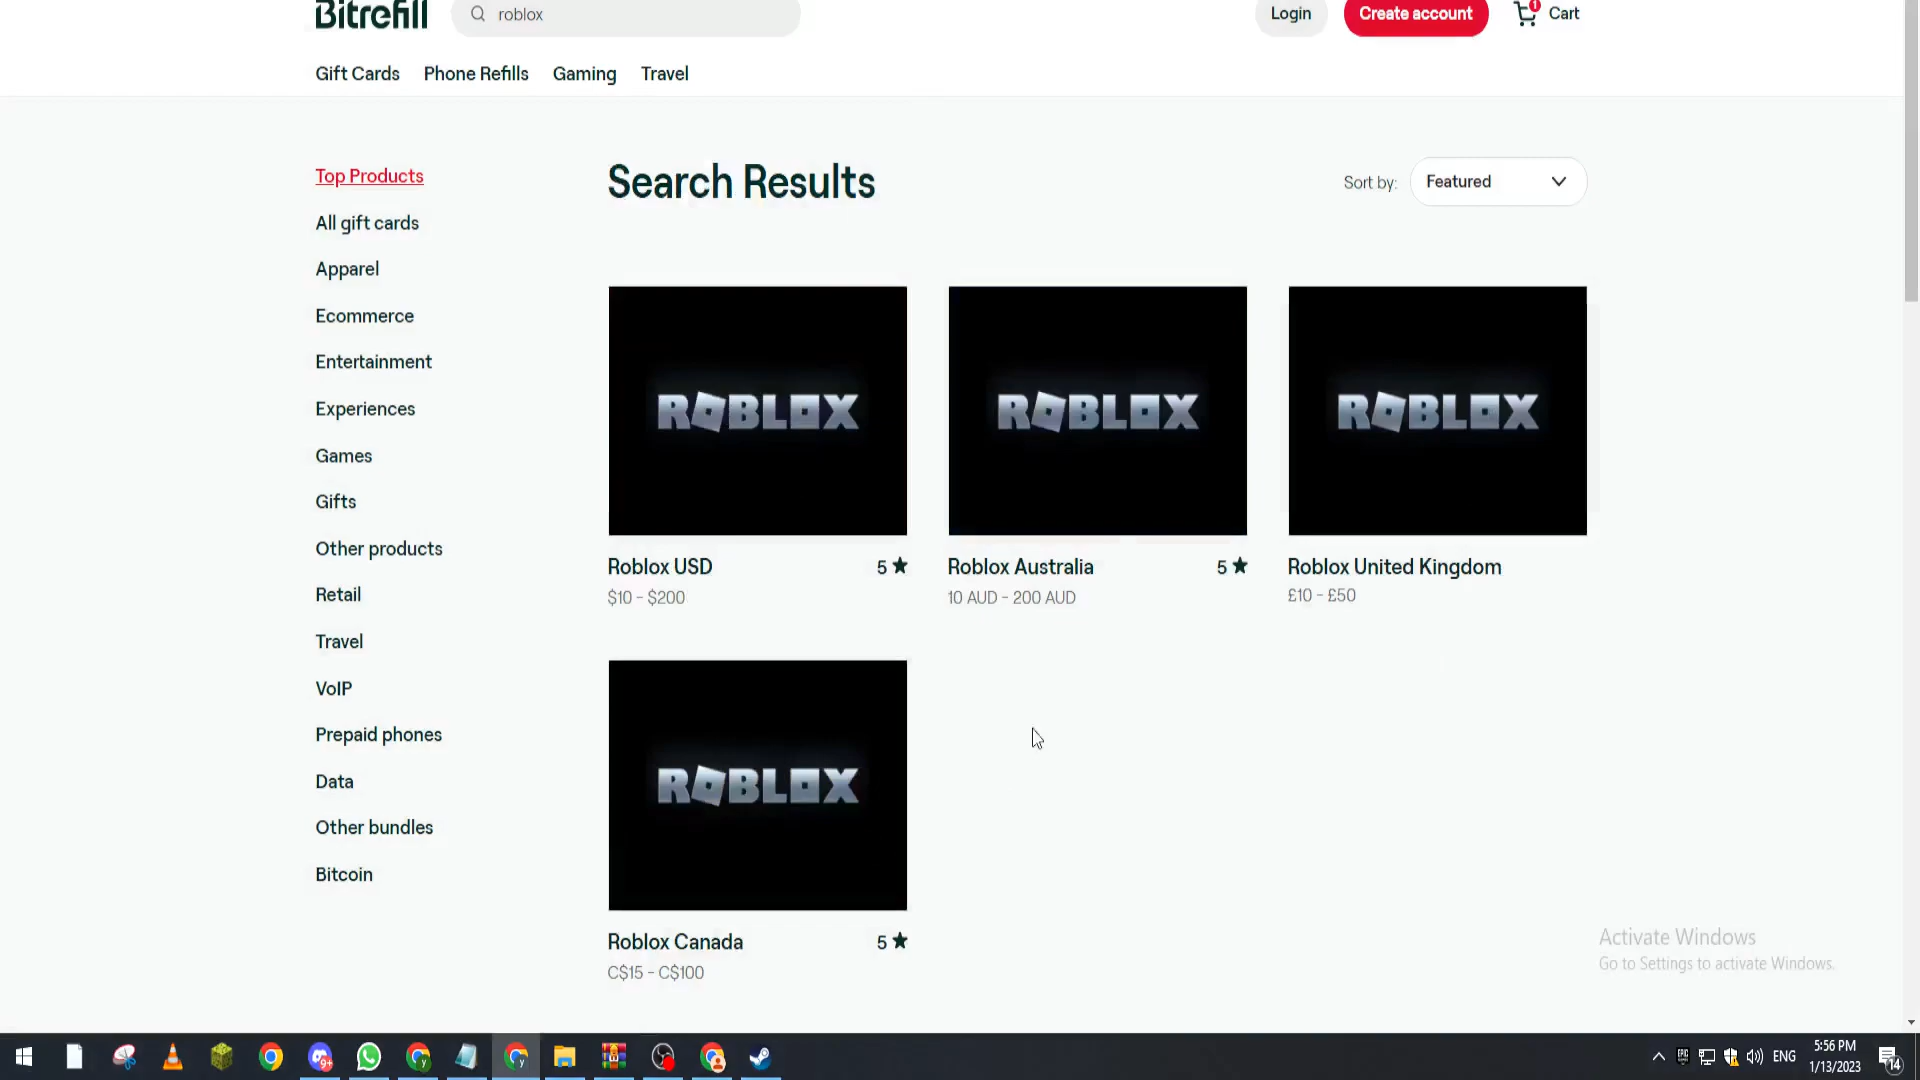 Bitrefill
roblox
Login
Create account
1
Cart
Gift Cards
Phone Refills
Gaming
Travel
Top Products
All gift cards
Apparel
Ecommerce
Entertainment
Experiences
Games
Gifts
Other products
Retail
Travel
VoIP
Prepaid phones
Data
Other bundles
Bitcoin
Search Results
Sort by:
Featured
ROBLOX
Roblox USD
5 ★
$10 - $200
ROBLOX
Roblox Australia
5 ★
10 AUD - 200 AUD
ROBLOX
Roblox United Kingdom
£10 - £50
ROBLOX
Roblox Canada
5 ★
C$15 - C$100
Activate Windows
Go to Settings to activate Windows.
9+
ENG
5:56 PM
1/13/2023
14